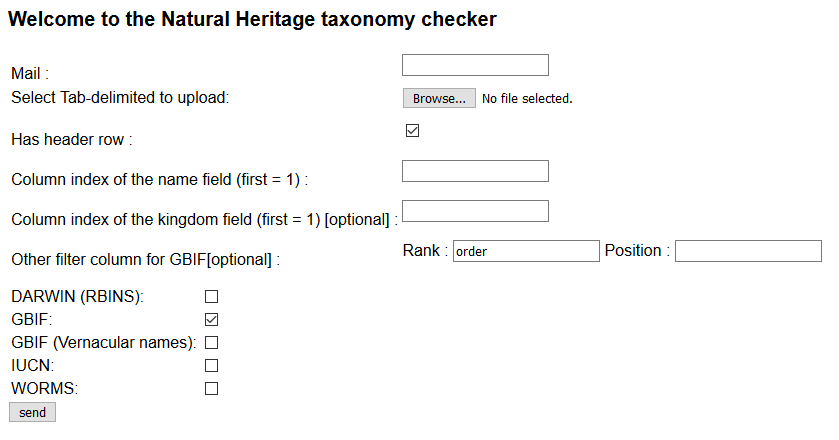 Welcome to the Natural Heritage taxonomy checker
Mail :
Select Tab-delimited to upload: Browse... No file selected.
Has header row :
Column index of the name field (first = 1) :
Column index of the kingdom field (first = 1) [optional] :
Other filter column for GBIF[optional] : Rank : order Position :
DARWIN (RBINS):
GBIF:
GBIF (Vernacular names):
IUCN:
WORMS:
send